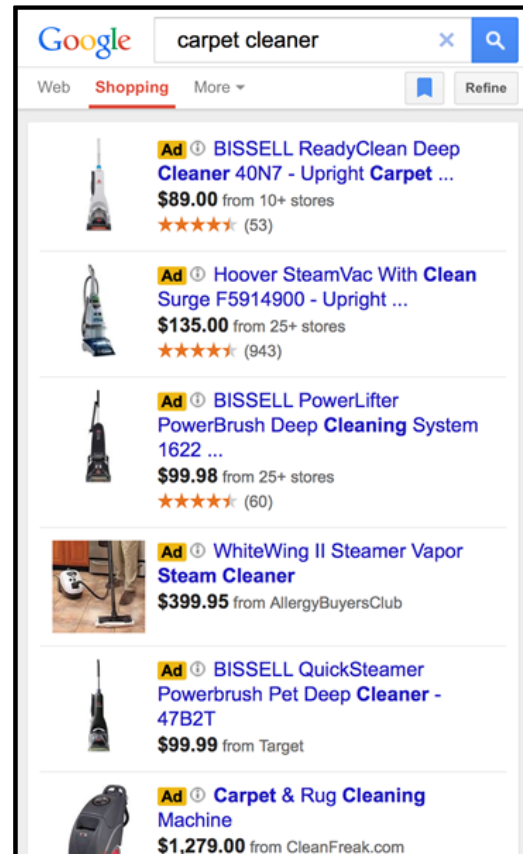 Google
carpet cleaner
Web Shopping More
Refine
Ad BISSELL ReadyClean Deep
Cleaner 40N7 - Upright Carpet ...
$89.00 from 10+ stores
(53)
Ad Hoover SteamVac With Clean
Surge F5914900 - Upright ...
$135.00 from 25+ stores
(943)
Ad BISSELL PowerLifter
PowerBrush Deep Cleaning System
1622 ...
$99.98 from 25+ stores
(60)
Ad WhiteWing II Steamer Vapor
Steam Cleaner
$399.95 from AllergyBuyersClub
Ad BISSELL QuickSteamer
Powerbrush Pet Deep Cleaner -
47B2T
$99.99 from Target
Ad Carpet & Rug Cleaning
Machine
$1,279.00 from CleanFreak.com